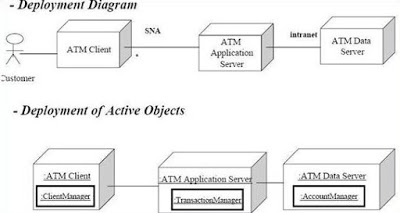 - Deployment Diagram
SNA
intranet
ATM Client
ATM
Application
Server
ATM Data
Server
*
Customer
- Deployment of Active Objects
:ATM Client
:ClientManager
:ATM Application Server
:TransactionManager
:ATM Data Server
:AccountManager